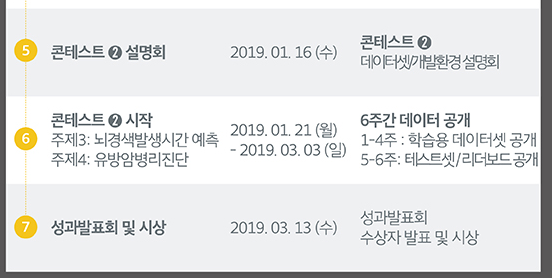 5
콘테스트 ❷ 설명회
2019. 01. 16 (수)
콘테스트 ❷
데이터셋/개발환경 설명회
6
콘테스트 ❷ 시작
주제3: 뇌경색발생시간 예측
주제4: 유방암병리진단
2019. 01. 21 (월)
- 2019. 03. 03 (일)
6주간 데이터 공개
1-4주 : 학습용 데이터셋 공개
5-6주: 테스트셋/리더보드 공개
7
성과발표회 및 시상
2019. 03. 13 (수)
성과발표회
수상자 발표 및 시상